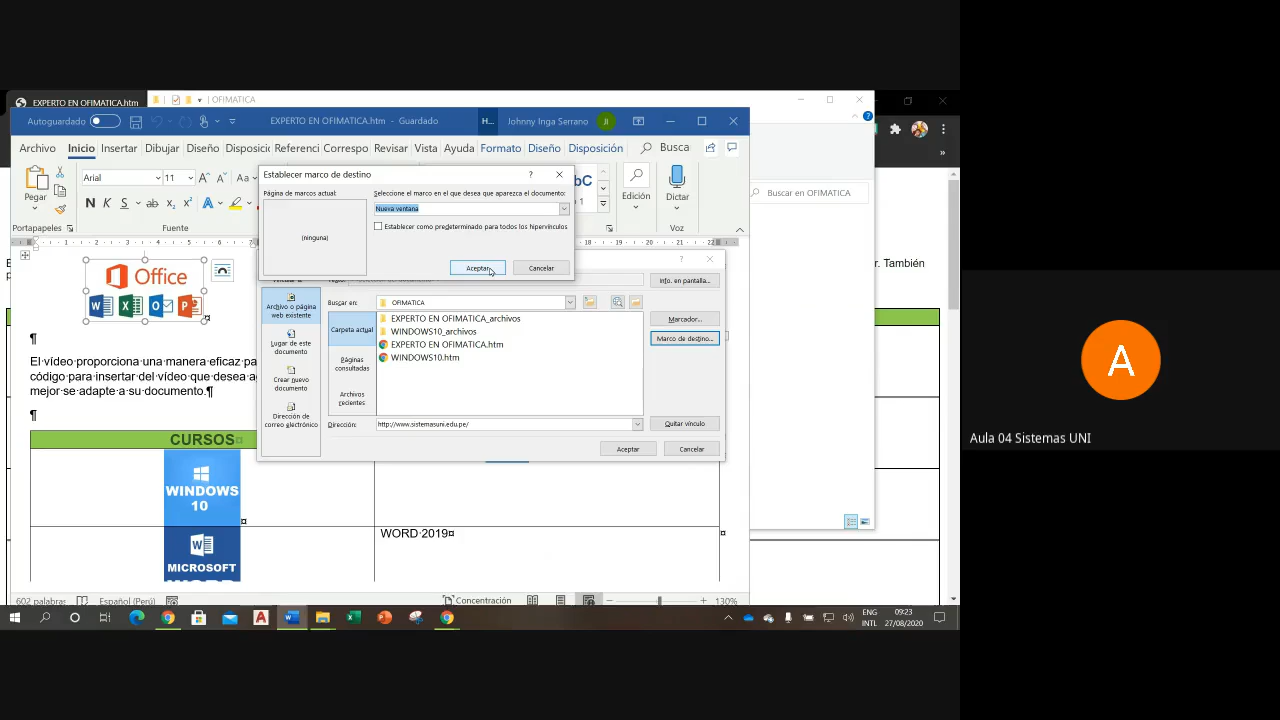 EXPERTO EN OFIMATICA.htm
OFIMATICA
Autoguardado
EXPERTO EN OFIMATICA.htm - Guardado
H...
Johnny Inga Serrano
JI
Archivo Inicio Insertar Dibujar Diseño Disposici Referenci Correspo Revisar Vista Ayuda Formato Diseño Disposición Busca
Pegar
Arial 11
Aa
N K S ab x₂ x² A
Portapapeles
Fuente
Edición
Dictar
Voz
Buscar en OFIMATICA
Establecer marco de destino
Página de marcos actual:
(ninguna)
Seleccione el marco en el que desea que aparezca el documento:
Nueva ventana
Establecer como predeterminado para todos los hipervínculos
Aceptar
Cancelar
Info. en pantalla...
Archivo o página web existente
Lugar de este documento
Crear nuevo documento
Dirección de correo electrónico
Buscar en:
OFIMATICA
Carpeta actual
Páginas consultadas
Archivos recientes
EXPERTO EN OFIMATICA_archivos
WINDOWS10_archivos
EXPERTO EN OFIMATICA.htm
WINDOWS10.htm
Marcador...
Marco de destino...
Dirección:
http://www.sistemasuni.edu.pe/
Quitar vínculo
Aceptar
Cancelar
Office
¶
El·vídeo·proporciona·una·manera·eficaz·pa
código·para·insertar·del·vídeo·que·desea·a
mejor·se·adapte·a·su·documento.¶
¶
CURSOS¤
WINDOWS
10
MICROSOFT
WORD·2019¤
r. También
602 palabras
Español (Perú)
Concentración
130%
ENG
INTL
09:23
27/08/2020
A
Aula 04 Sistemas UNI